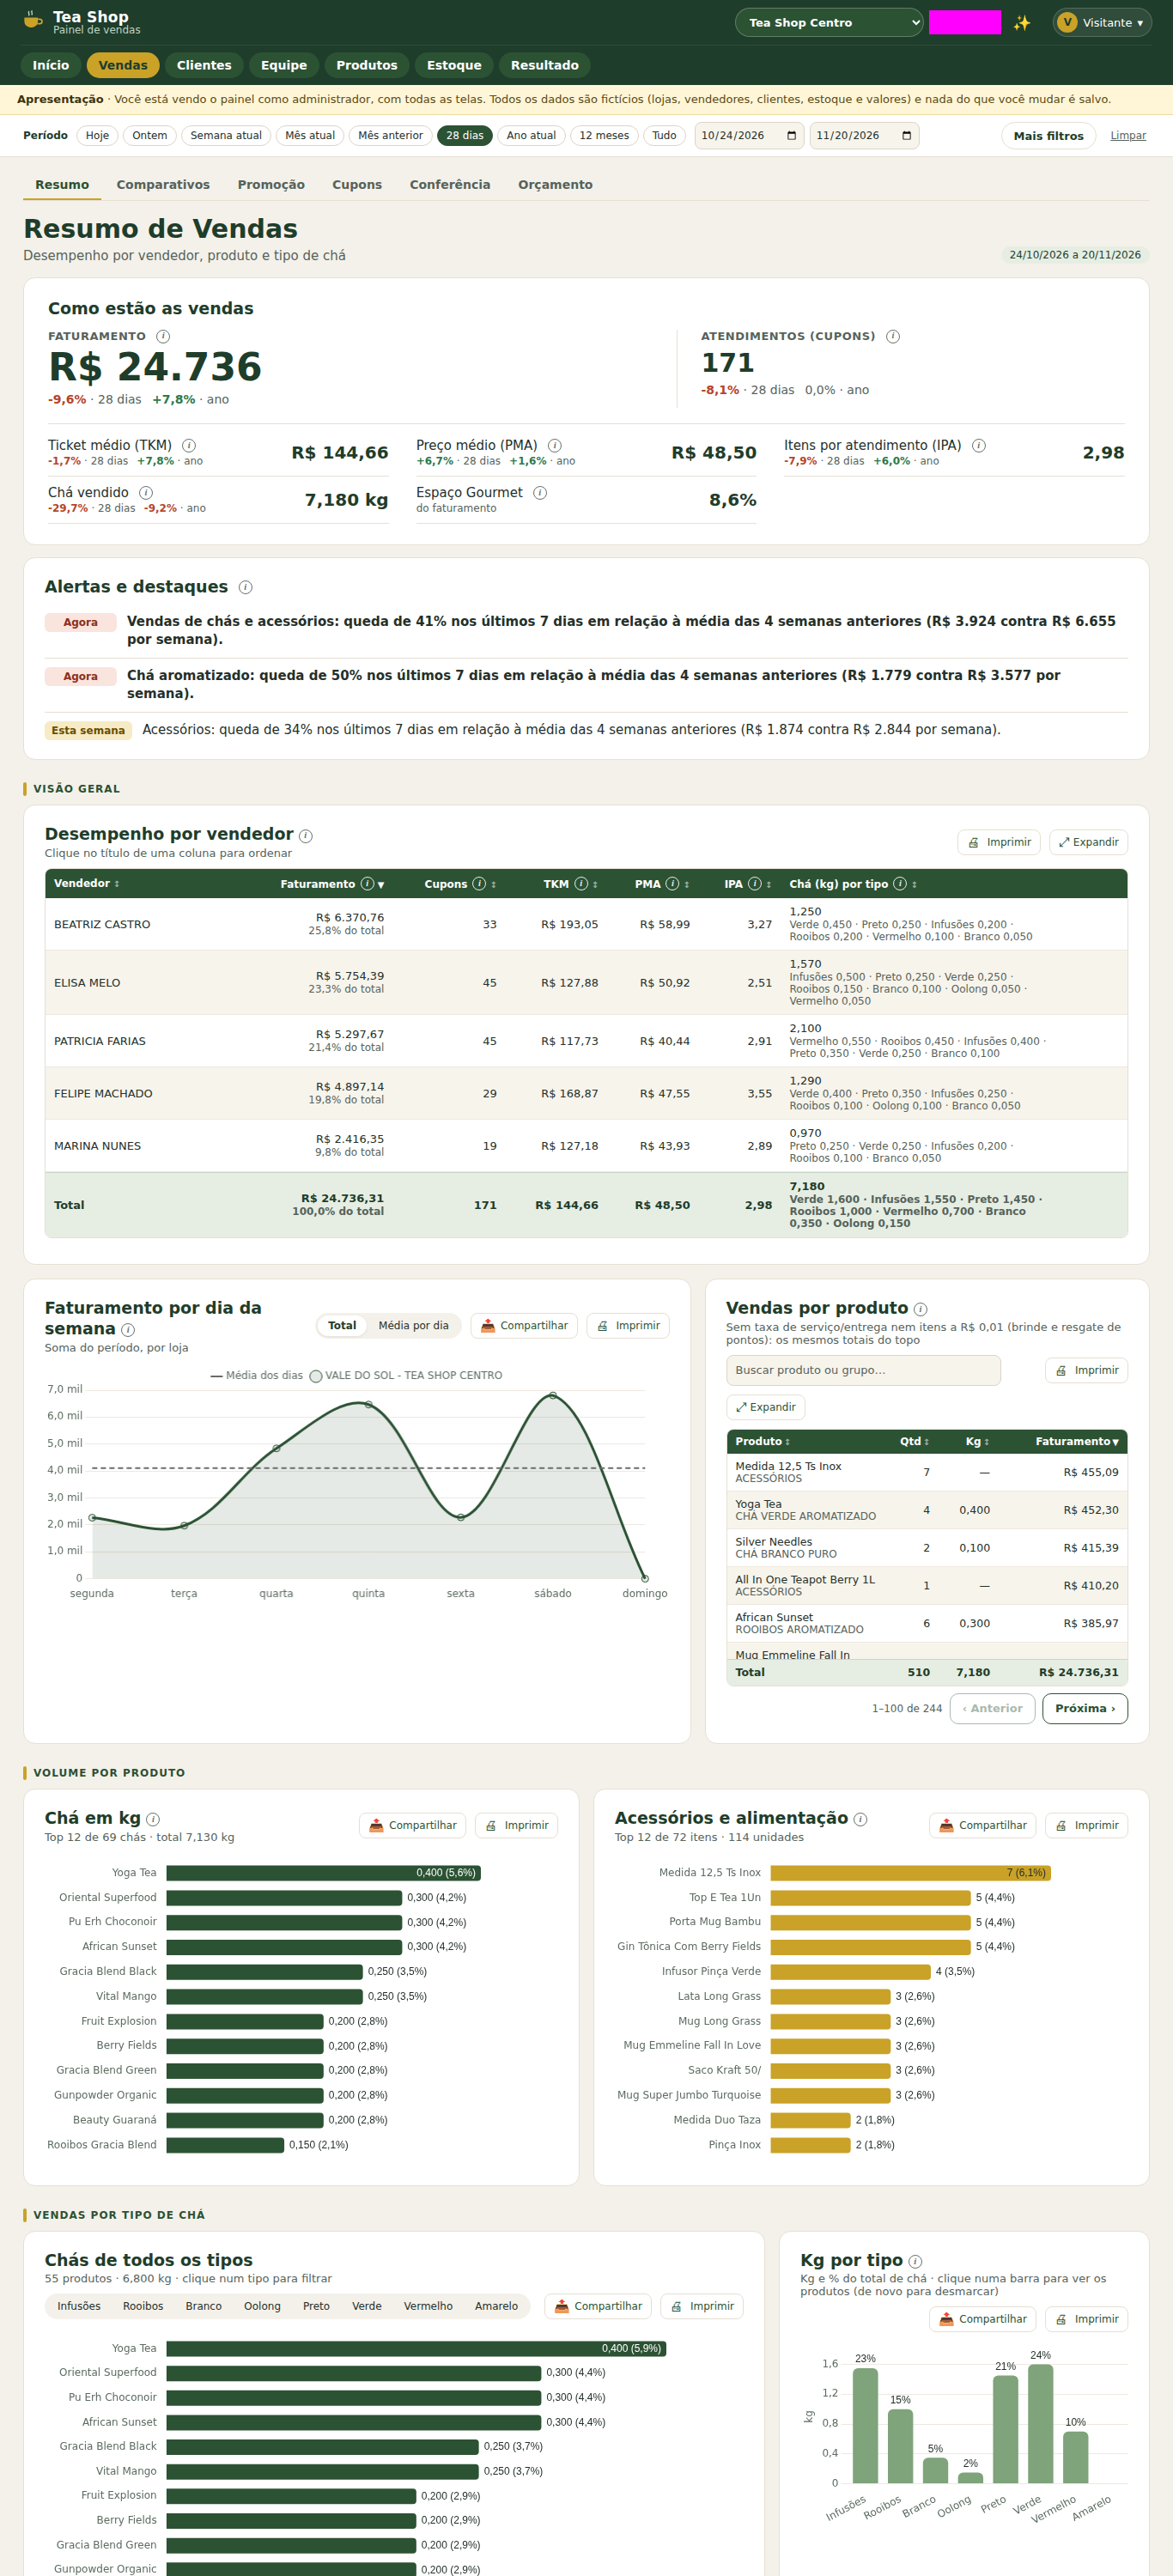 Tea Shop
Painel de vendas
Tea Shop Centro
V Visitante ▾
Início Vendas Clientes Equipe Produtos Estoque Resultado
Apresentação · Você está vendo o painel como administrador, com todas as telas. Todos os dados são fictícios (lojas, vendedores, clientes, estoque e valores) e nada do que você mudar é salvo.
Período Hoje Ontem Semana atual Mês atual Mês anterior 28 dias Ano atual 12 meses Tudo 10/24/2026 11/20/2026 Mais filtros Limpar
Resumo Comparativos Promoção Cupons Conferência Orçamento
Resumo de Vendas
Desempenho por vendedor, produto e tipo de chá
24/10/2026 a 20/11/2026
Como estão as vendas
FATURAMENTO i
R$ 24.736
-9,6% · 28 dias +7,8% · ano
ATENDIMENTOS (CUPONS) i
171
-8,1% · 28 dias 0,0% · ano
Ticket médio (TKM) i
-1,7% · 28 dias +7,8% · ano
R$ 144,66
Preço médio (PMA) i
+6,7% · 28 dias +1,6% · ano
R$ 48,50
Itens por atendimento (IPA) i
-7,9% · 28 dias +6,0% · ano
2,98
Chá vendido i
-29,7% · 28 dias -9,2% · ano
7,180 kg
Espaço Gourmet i
do faturamento
8,6%
Alertas e destaques i
Agora Vendas de chás e acessórios: queda de 41% nos últimos 7 dias em relação à média das 4 semanas anteriores (R$ 3.924 contra R$ 6.655
por semana).
Agora Chá aromatizado: queda de 50% nos últimos 7 dias em relação à média das 4 semanas anteriores (R$ 1.779 contra R$ 3.577 por
semana).
Esta semana Acessórios: queda de 34% nos últimos 7 dias em relação à média das 4 semanas anteriores (R$ 1.874 contra R$ 2.844 por semana).
VISÃO GERAL
Desempenho por vendedor i
Clique no título de uma coluna para ordenar
Imprimir Expandir
Vendedor ↕ Faturamento i ▼ Cupons i ↕ TKM i ↕ PMA i ↕ IPA i ↕ Chá (kg) por tipo i ↕
BEATRIZ CASTRO R$ 6.370,76 25,8% do total 33 R$ 193,05 R$ 58,99 3,27 1,250
Verde 0,450 · Preto 0,250 · Infusões 0,200 ·
Rooibos 0,200 · Vermelho 0,100 · Branco 0,050
ELISA MELO R$ 5.754,39 23,3% do total 45 R$ 127,88 R$ 50,92 2,51 1,570
Infusões 0,500 · Preto 0,250 · Verde 0,250 ·
Rooibos 0,150 · Branco 0,100 · Oolong 0,050 ·
Vermelho 0,050
PATRICIA FARIAS R$ 5.297,67 21,4% do total 45 R$ 117,73 R$ 40,44 2,91 2,100
Vermelho 0,550 · Rooibos 0,450 · Infusões 0,400 ·
Preto 0,350 · Verde 0,250 · Branco 0,100
FELIPE MACHADO R$ 4.897,14 19,8% do total 29 R$ 168,87 R$ 47,55 3,55 1,290
Verde 0,400 · Preto 0,350 · Infusões 0,250 ·
Rooibos 0,100 · Oolong 0,100 · Branco 0,050
MARINA NUNES R$ 2.416,35 9,8% do total 19 R$ 127,18 R$ 43,93 2,89 0,970
Preto 0,250 · Verde 0,250 · Infusões 0,200 ·
Rooibos 0,100 · Branco 0,050
Total R$ 24.736,31 100,0% do total 171 R$ 144,66 R$ 48,50 2,98 7,180
Verde 1,600 · Infusões 1,550 · Preto 1,450 ·
Rooibos 1,000 · Vermelho 0,700 · Branco
0,350 · Oolong 0,150
Faturamento por dia da
semana i
Soma do período, por loja
Total Média por dia Compartilhar Imprimir
Média dos dias VALE DO SOL - TEA SHOP CENTRO
7,0 mil
6,0 mil
5,0 mil
4,0 mil
3,0 mil
2,0 mil
1,0 mil
0
segunda terça quarta quinta sexta sábado domingo
Vendas por produto i
Sem taxa de serviço/entrega nem itens a R$ 0,01 (brinde e resgate de
pontos): os mesmos totais do topo
Buscar produto ou grupo... Imprimir
Expandir
Produto ↕ Qtd ↕ Kg ↕ Faturamento ▼
Medida 12,5 Ts Inox
ACESSÓRIOS 7 — R$ 455,09
Yoga Tea
CHÁ VERDE AROMATIZADO 4 0,400 R$ 452,30
Silver Needles
CHÁ BRANCO PURO 2 0,100 R$ 415,39
All In One Teapot Berry 1L
ACESSÓRIOS 1 — R$ 410,20
African Sunset
ROOIBOS AROMATIZADO 6 0,300 R$ 385,97
Mug Emmeline Fall In
Total 510 7,180 R$ 24.736,31
1–100 de 244 ‹ Anterior Próxima ›
VOLUME POR PRODUTO
Chá em kg i
Top 12 de 69 chás · total 7,130 kg
Compartilhar Imprimir
Yoga Tea 0,400 (5,6%)
Oriental Superfood 0,300 (4,2%)
Pu Erh Choconoir 0,300 (4,2%)
African Sunset 0,300 (4,2%)
Gracia Blend Black 0,250 (3,5%)
Vital Mango 0,250 (3,5%)
Fruit Explosion 0,200 (2,8%)
Berry Fields 0,200 (2,8%)
Gracia Blend Green 0,200 (2,8%)
Gunpowder Organic 0,200 (2,8%)
Beauty Guaraná 0,200 (2,8%)
Rooibos Gracia Blend 0,150 (2,1%)
Acessórios e alimentação i
Top 12 de 72 itens · 114 unidades
Compartilhar Imprimir
Medida 12,5 Ts Inox 7 (6,1%)
Top E Tea 1Un 5 (4,4%)
Porta Mug Bambu 5 (4,4%)
Gin Tônica Com Berry Fields 5 (4,4%)
Infusor Pinça Verde 4 (3,5%)
Lata Long Grass 3 (2,6%)
Mug Long Grass 3 (2,6%)
Mug Emmeline Fall In Love 3 (2,6%)
Saco Kraft 50/ 3 (2,6%)
Mug Super Jumbo Turquoise 3 (2,6%)
Medida Duo Taza 2 (1,8%)
Pinça Inox 2 (1,8%)
VENDAS POR TIPO DE CHÁ
Chás de todos os tipos
55 produtos · 6,800 kg · clique num tipo para filtrar
Infusões Rooibos Branco Oolong Preto Verde Vermelho Amarelo Compartilhar Imprimir
Yoga Tea 0,400 (5,9%)
Oriental Superfood 0,300 (4,4%)
Pu Erh Choconoir 0,300 (4,4%)
African Sunset 0,300 (4,4%)
Gracia Blend Black 0,250 (3,7%)
Vital Mango 0,250 (3,7%)
Fruit Explosion 0,200 (2,9%)
Berry Fields 0,200 (2,9%)
Gracia Blend Green 0,200 (2,9%)
Gunpowder Organic 0,200 (2,9%)
Kg por tipo i
Kg e % do total de chá · clique numa barra para ver os
produtos (de novo para desmarcar)
Compartilhar Imprimir
kg
1,6
1,2
0,8
0,4
0
23% 15% 5% 2% 21% 24% 10%
Infusões Rooibos Branco Oolong Preto Verde Vermelho Amarelo